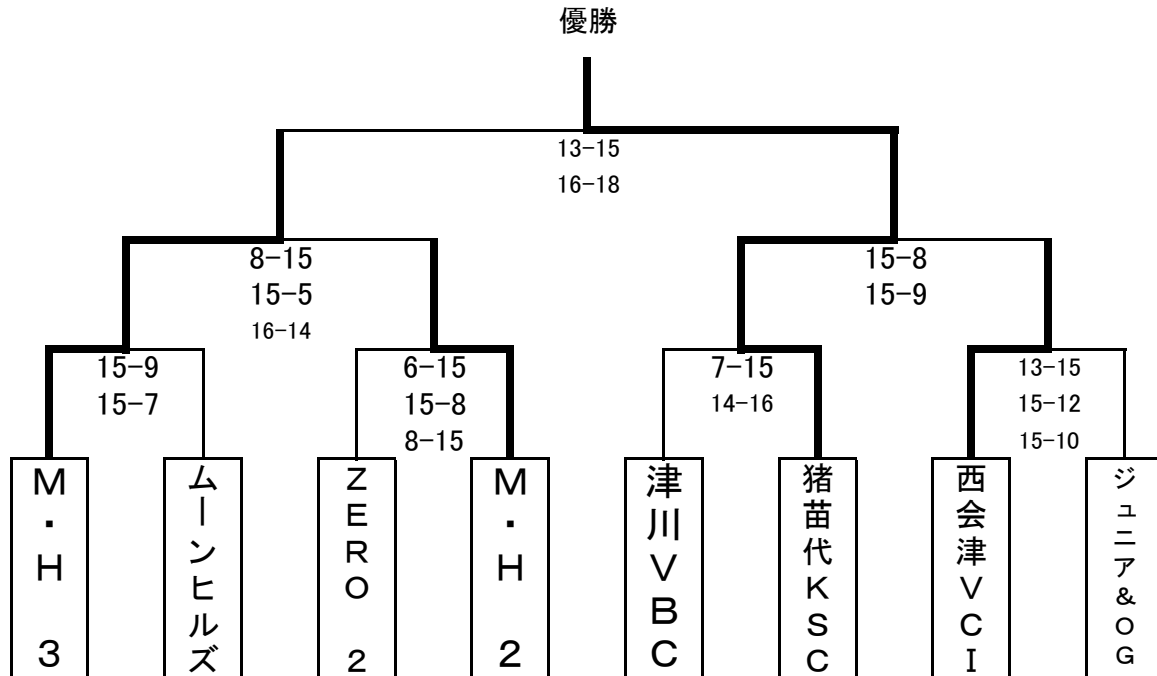 優勝
13-15
16-18
8-15
15-5
16-14
15-8
15-9
15-9
15-7
6-15
15-8
8-15
7-15
14-16
13-15
15-12
15-10
M・H 3
ムーンヒルズ
ZERO 2
M・H 2
津川VBC
猪苗代KSC
西会津VCI
ジュニア&OG